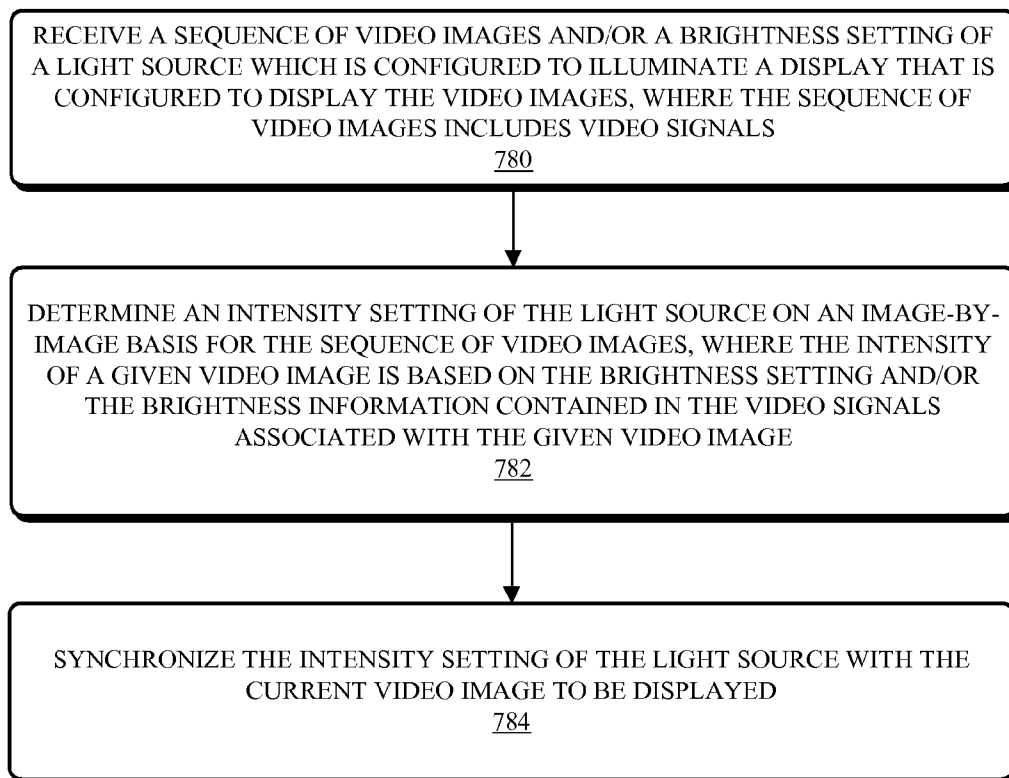 RECEIVE A SEQUENCE OF VIDEO IMAGES AND/OR A BRIGHTNESS SETTING OF
A LIGHT SOURCE WHICH IS CONFIGURED TO ILLUMINATE A DISPLAY THAT IS
CONFIGURED TO DISPLAY THE VIDEO IMAGES, WHERE THE SEQUENCE OF
VIDEO IMAGES INCLUDES VIDEO SIGNALS
780
DETERMINE AN INTENSITY SETTING OF THE LIGHT SOURCE ON AN IMAGE-BY-
IMAGE BASIS FOR THE SEQUENCE OF VIDEO IMAGES, WHERE THE INTENSITY
OF A GIVEN VIDEO IMAGE IS BASED ON THE BRIGHTNESS SETTING AND/OR
THE BRIGHTNESS INFORMATION CONTAINED IN THE VIDEO SIGNALS
ASSOCIATED WITH THE GIVEN VIDEO IMAGE
782
SYNCHRONIZE THE INTENSITY SETTING OF THE LIGHT SOURCE WITH THE
CURRENT VIDEO IMAGE TO BE DISPLAYED
784